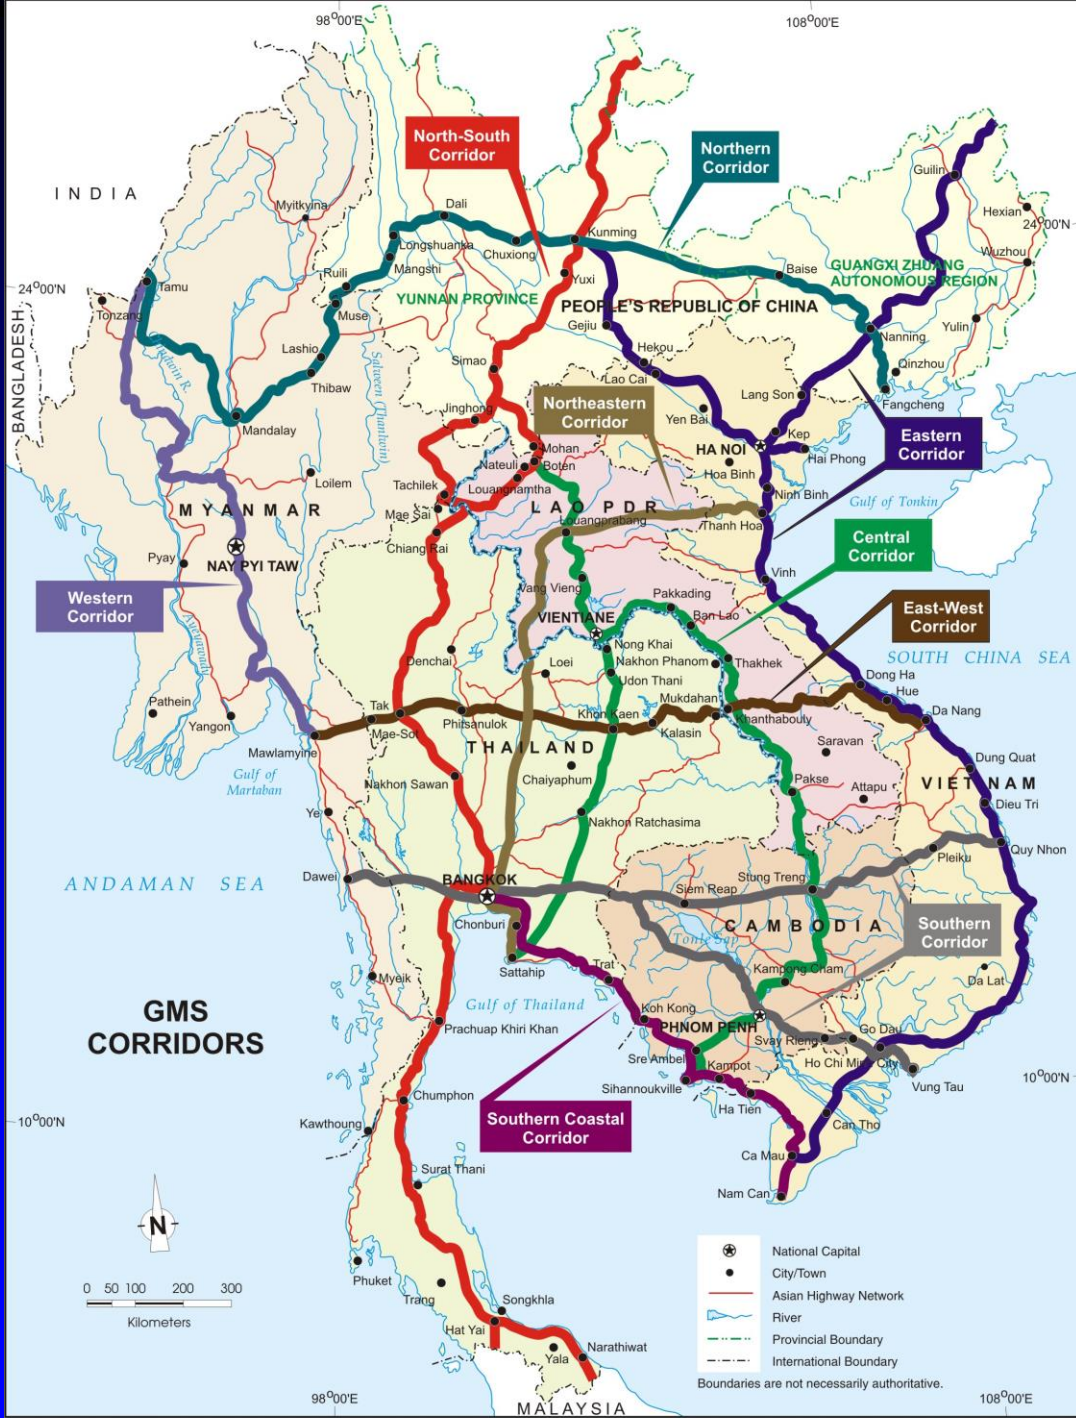 98°00'E
108°00'E
North-South
Corridor
Northern
Corridor
INDIA
Guilin
Myitkyina
Dali
Hexian
24°00'N
Longshuanka
Chuxiong
Kunming
Wuzhou
Mangshi
Ruili
Baise
GUANGXI ZHUANG
AUTONOMOUS REGION
Yuxi
Tamu
24°00'N
YUNNAN PROVINCE
PEOPLE'S REPUBLIC OF CHINA
Tonzang
Muse
Gejiu
Yulin
Nanning
BANGLADESH
Lashio
Salween (Thanlwin)
Simao
Hekou
Qinzhou
Thibaw
Lao Cai
Lang Son
Fangcheng
Northeastern
Corridor
Jinghong
Yen Bai
Mandalay
Kep
Eastern
Corridor
Mohan
HA NOI
Hai Phong
Nateuli
Boten
Hoa Binh
Loilem
Tachilek
Louangnamtha
Ninh Binh
Gulf of Tonkin
MYANMAR
LAO PDR
Mae Sai
Louangprabang
Thanh Hoa
Chiang Rai
Central
Corridor
Pyay
NAY PYI TAW
Vinh
Western
Corridor
Vang Vieng
Pakkading
East-West
Corridor
VIENTIANE
Ban Lao
Ayeyawady
Nong Khai
SOUTH CHINA SEA
Denchai
Loei
Nakhon Phanom
Thakhek
Udon Thani
Dong Ha
Mukdahan
Hue
Pathein
Tak
Da Nang
Yangon
Phitsanulok
Khon Kaen
Khanthabouly
Mae-Sot
Kalasin
Mawlamyine
THAILAND
Saravan
Gulf of
Martaban
Chaiyaphum
Dung Quat
Nakhon Sawan
Pakse
Attapu
VIET NAM
Ye
Dieu Tri
Nakhon Ratchasima
Quy Nhon
Pleiku
ANDAMAN SEA
Dawei
BANGKOK
Stung Treng
Siem Reap
Chonburi
CAMBODIA
Southern
Corridor
Tonle Sap
Sattahip
Trat
Kampong Cham
Myeik
Da Lat
GMS
CORRIDORS
Gulf of Thailand
Koh Kong
Prachuap Khiri Khan
PHNOM PENH
Svay Rieng
Go Dau
Sre Ambel
Kampot
Ho Chi Minh City
10°00'N
Sihannoukville
Vung Tau
Chumphon
Ha Tien
Southern Coastal
Corridor
10°00'N
Kawthoung
Can Tho
Ca Mau
Surat Thani
Nam Can
N
National Capital
City/Town
Phuket
0 50 100 200 300
Kilometers
Trang
Songkhla
Asian Highway Network
River
Hat Yai
Provincial Boundary
Narathiwat
Yala
International Boundary
Boundaries are not necessarily authoritative.
98°00'E
108°00'E
MALAYSIA